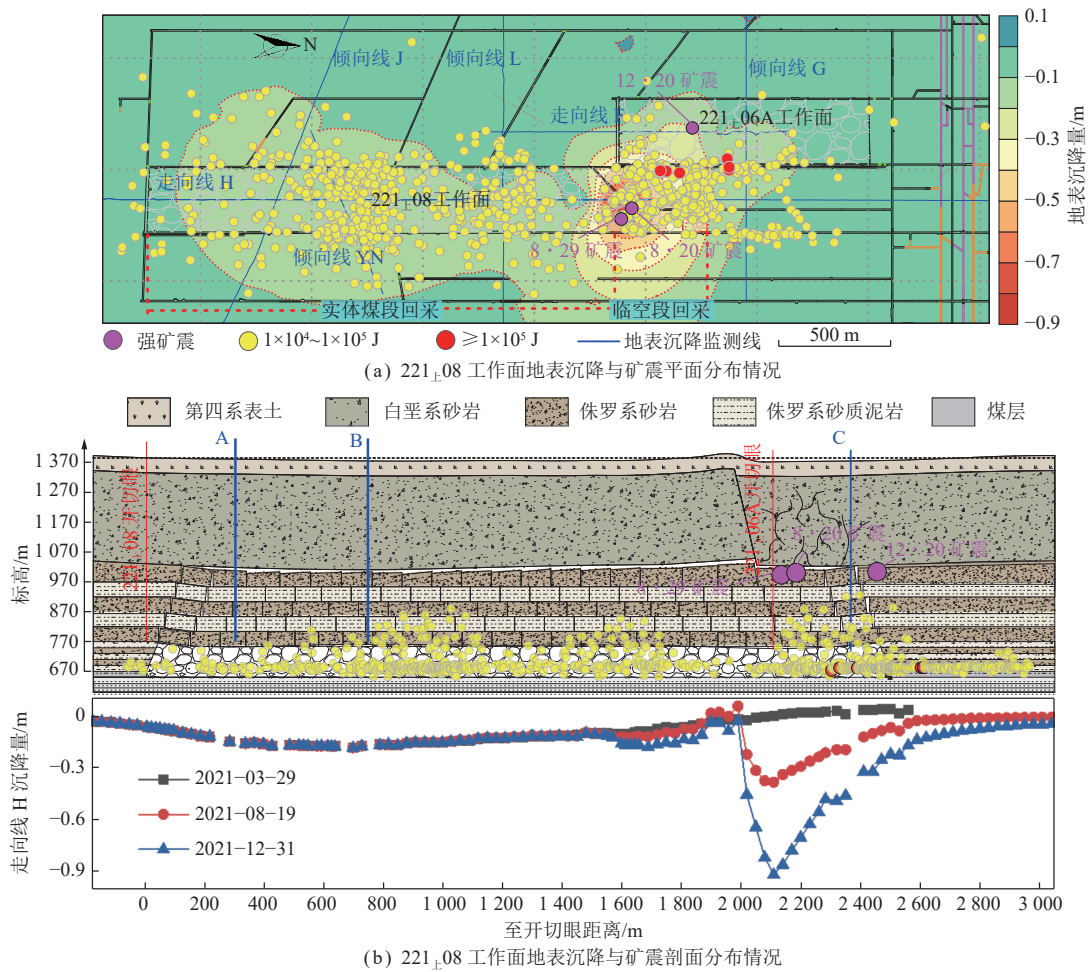 0.1
N
倾向线 J
倾向线 L
倾向线 G
12・20 矿震
-0.1
走向线 F
221上06A工作面
-0.3
走向线 H
221上08工作面
-0.5
8・29 矿震
8・20 矿震
倾向线 YN
-0.7
实体煤段回采
临空段回采
-0.9
地表沉降量/m
强矿震
1×10⁴~1×10⁵ J
≥1×10⁵ J
地表沉降监测线
500 m
(a) 221上08 工作面地表沉降与矿震平面分布情况
第四系表土
白垩系砂岩
侏罗系砂岩
侏罗系砂质泥岩
煤层
A
B
C
1 370
1 270
1 170
1 070
970
870
770
670
标高/m
221上08 开切眼
221上06A开切眼
8・20 矿震
12・20 矿震
8・29 矿震
0
-0.3
-0.6
-0.9
走向线 H 沉降量/m
2021-03-29
2021-08-19
2021-12-31
0 200 400 600 800 1 000 1 200 1 400 1 600 1 800 2 000 2 200 2 400 2 600 2 800 3 000
至开切眼距离/m
(b) 221上08 工作面地表沉降与矿震剖面分布情况